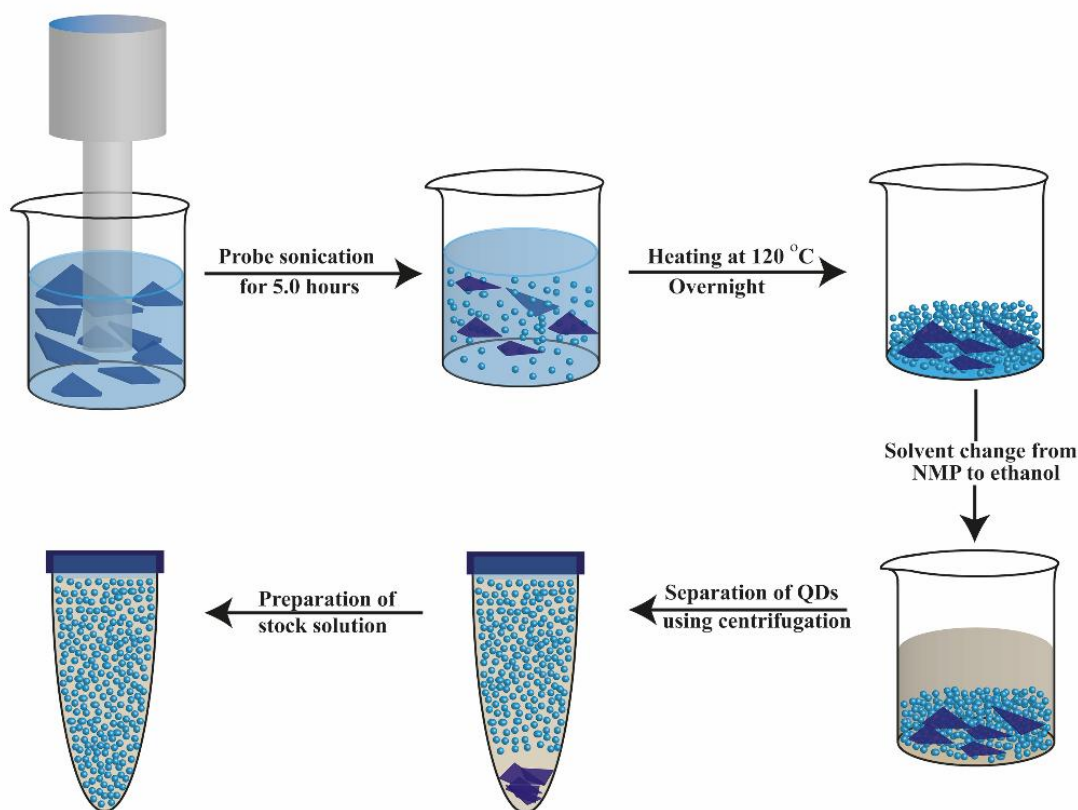 Probe sonication
for 5.0 hours
Heating at 120 °C
Overnight
Solvent change from
NMP to ethanol
Separation of QDs
using centrifugation
Preparation of
stock solution